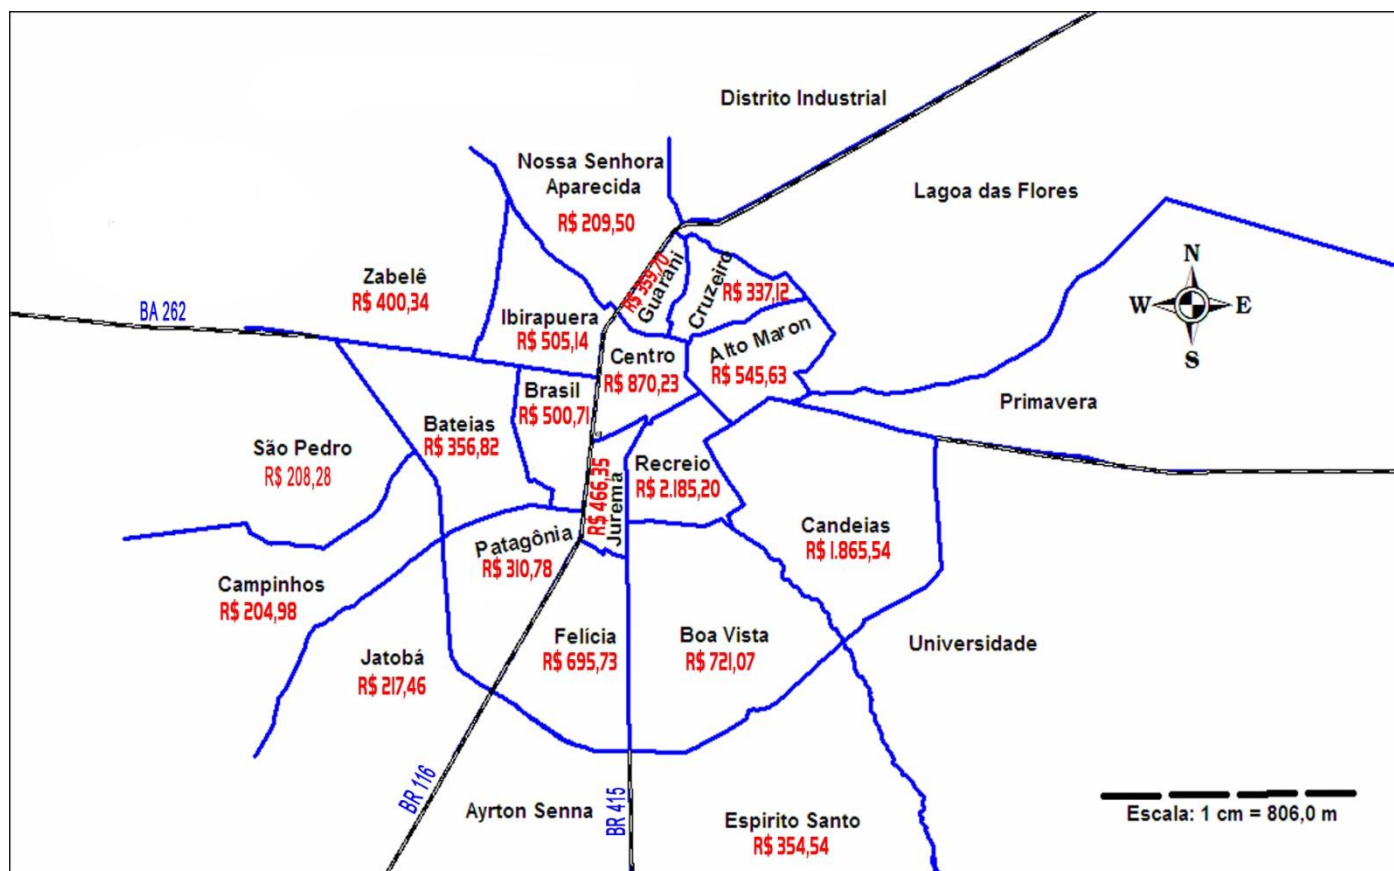 Distrito Industrial
Nossa Senhora
Aparecida
R$ 209,50
Lagoa das Flores
N
W
E
S
Zabelê
R$ 400,34
BA 262
Ibirapuera
R$ 505,14
R$ 359,70
Guarani
Cruzeiro
R$ 337,12
Centro
R$ 870,23
Alto Maron
R$ 545,63
Primavera
Brasil
R$ 500,71
Bateias
R$ 356,82
São Pedro
R$ 208,28
R$ 466,35
Jurema
Recreio
R$ 2.185,20
Candeias
R$ 1.865,54
Patagônia
R$ 310,78
Campinhos
R$ 204,98
Jatobá
R$ 217,46
Felícia
R$ 695,73
Boa Vista
R$ 721,07
Universidade
BR 116
Ayrton Senna
BR 415
Espirito Santo
R$ 354,54
Escala: 1 cm = 806,0 m